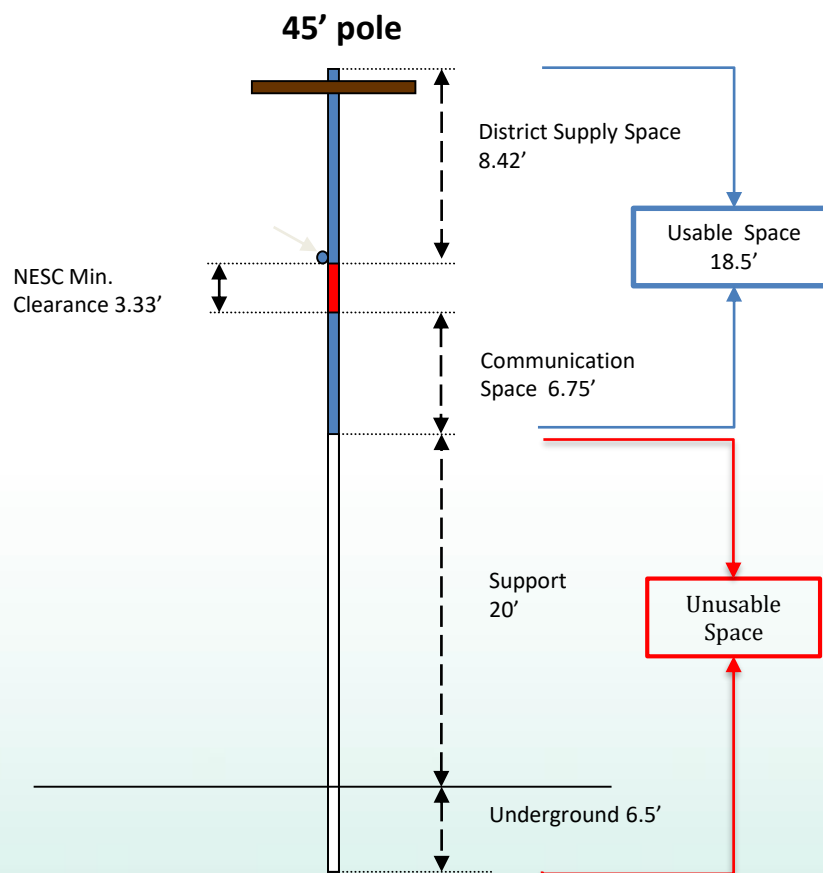 45’ pole
District Supply Space
8.42’
Usable Space
18.5’
NESC Min.
Clearance 3.33’
Communication
Space 6.75’
Support
20’
Unusable
Space
Underground 6.5’